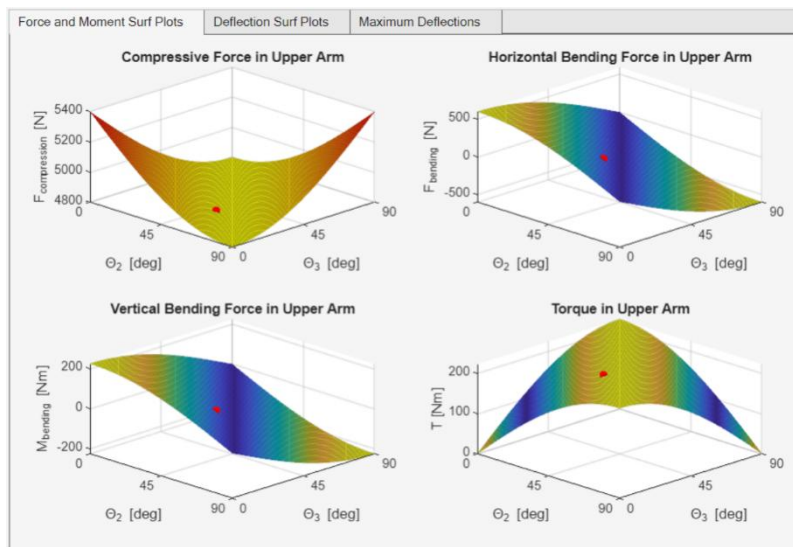 Force and Moment Surf Plots
Deflection Surf Plots
Maximum Deflections
Compressive Force in Upper Arm
5400
5200
5000
4800
F_compression [N]
0
45
90
Θ2 [deg]
0
45
90
Θ3 [deg]
Horizontal Bending Force in Upper Arm
500
0
-500
F_bending [N]
0
45
90
Θ2 [deg]
0
45
90
Θ3 [deg]
Vertical Bending Force in Upper Arm
200
0
-200
M_bending [Nm]
0
45
90
Θ2 [deg]
0
45
90
Θ3 [deg]
Torque in Upper Arm
200
100
0
T [Nm]
0
45
90
Θ2 [deg]
0
45
90
Θ3 [deg]